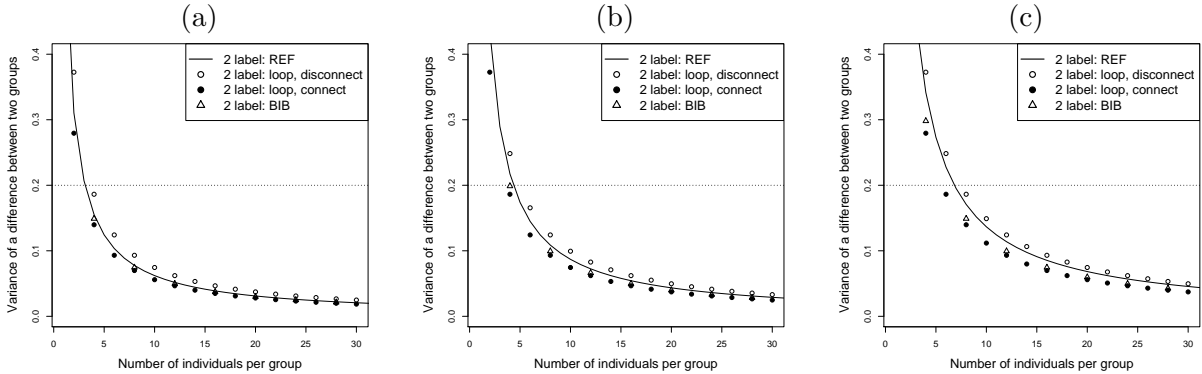 (a)
Variance of a difference between two groups
0.0 0.1 0.2 0.3 0.4
2 label: REF
2 label: loop, disconnect
2 label: loop, connect
2 label: BIB
0 5 10 15 20 25 30
Number of individuals per group
(b)
Variance of a difference between two groups
0.0 0.1 0.2 0.3 0.4
2 label: REF
2 label: loop, disconnect
2 label: loop, connect
2 label: BIB
0 5 10 15 20 25 30
Number of individuals per group
(c)
Variance of a difference between two groups
0.0 0.1 0.2 0.3 0.4
2 label: REF
2 label: loop, disconnect
2 label: loop, connect
2 label: BIB
0 5 10 15 20 25 30
Number of individuals per group